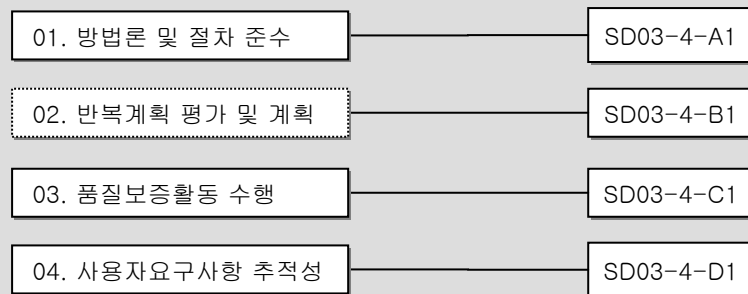 01. 방법론 및 절차 준수 SD03-4-A1
02. 반복계획 평가 및 계획 SD03-4-B1
03. 품질보증활동 수행 SD03-4-C1
04. 사용자요구사항 추적성 SD03-4-D1